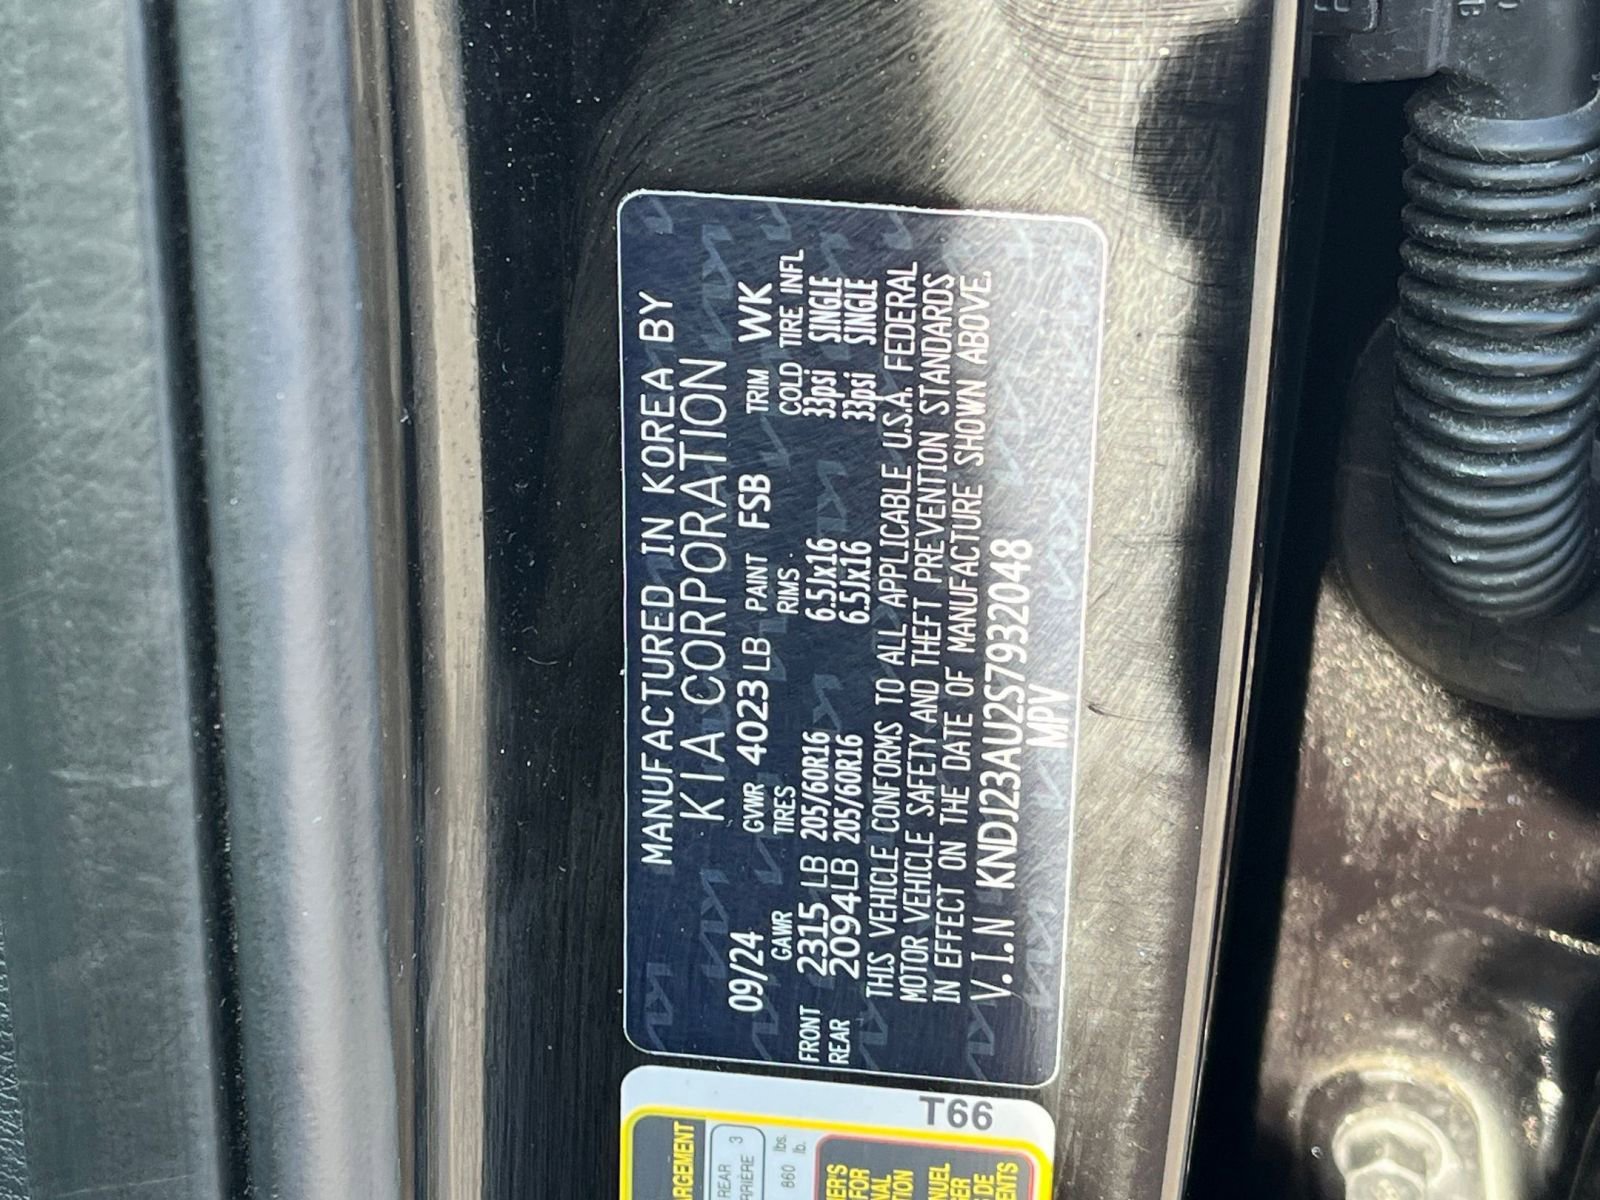 MANUFACTURED IN KOREA BY
KIA CORPORATION
09/24 GVWR 4023 LB PAINT FSB TRIM WK
GAWR TIRES RIMS COLD TIRE INFL
FRONT 2315 LB 205/60R16 6.5Jx16 33psi SINGLE
REAR 2094LB 205/60R16 6.5Jx16 33psi SINGLE
THIS VEHICLE CONFORMS TO ALL APPLICABLE U.S.A. FEDERAL
MOTOR VEHICLE SAFETY AND THEFT PREVENTION STANDARDS
IN EFFECT ON THE DATE OF MANUFACTURE SHOWN ABOVE.
V.I.N KNDJ23AU2S7932048
MPV
T66
REAR 3
860 lbs.
lb.
FOR
DE